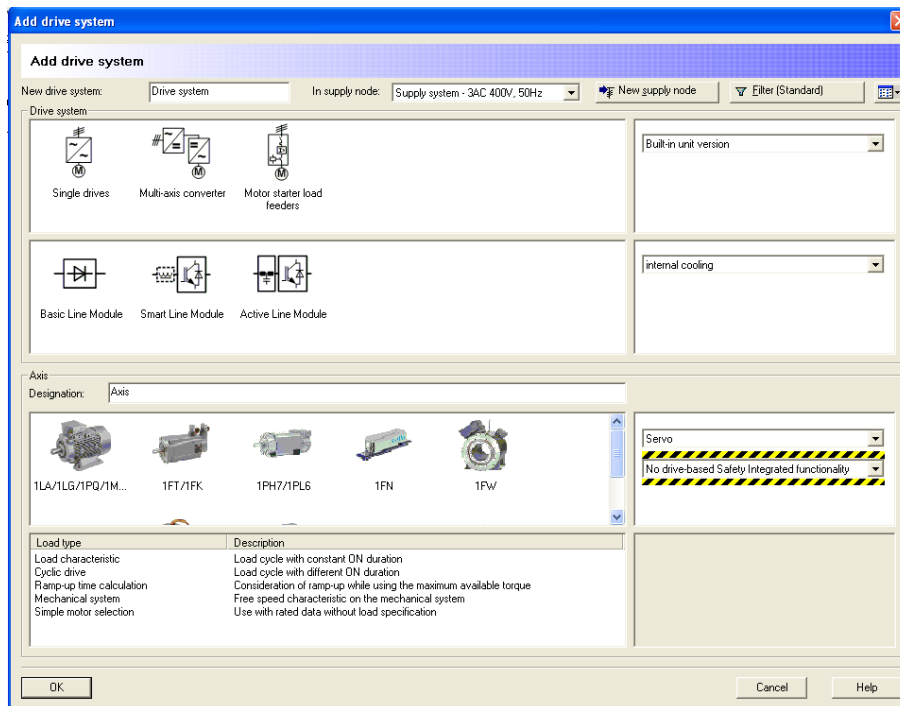 Add drive system
Add drive system
New drive system: Drive system In supply node: Supply system - 3AC 400V, 50Hz New supply node Filter (Standard)
Drive system
Built-in unit version
M M M
Single drives Multi-axis converter Motor starter load feeders
internal cooling
Basic Line Module Smart Line Module Active Line Module
Axis
Designation: Axis
Servo
No drive-based Safety Integrated functionality
1LA/1LG/1PQ/1M... 1FT/1FK 1PH7/1PL6 1FN 1FW
Load type Description
Load characteristic Load cycle with constant ON duration
Cyclic drive Load cycle with different ON duration
Ramp-up time calculation Consideration of ramp-up while using the maximum available torque
Mechanical system Free speed characteristic on the mechanical system
Simple motor selection Use with rated data without load specification
OK Cancel Help